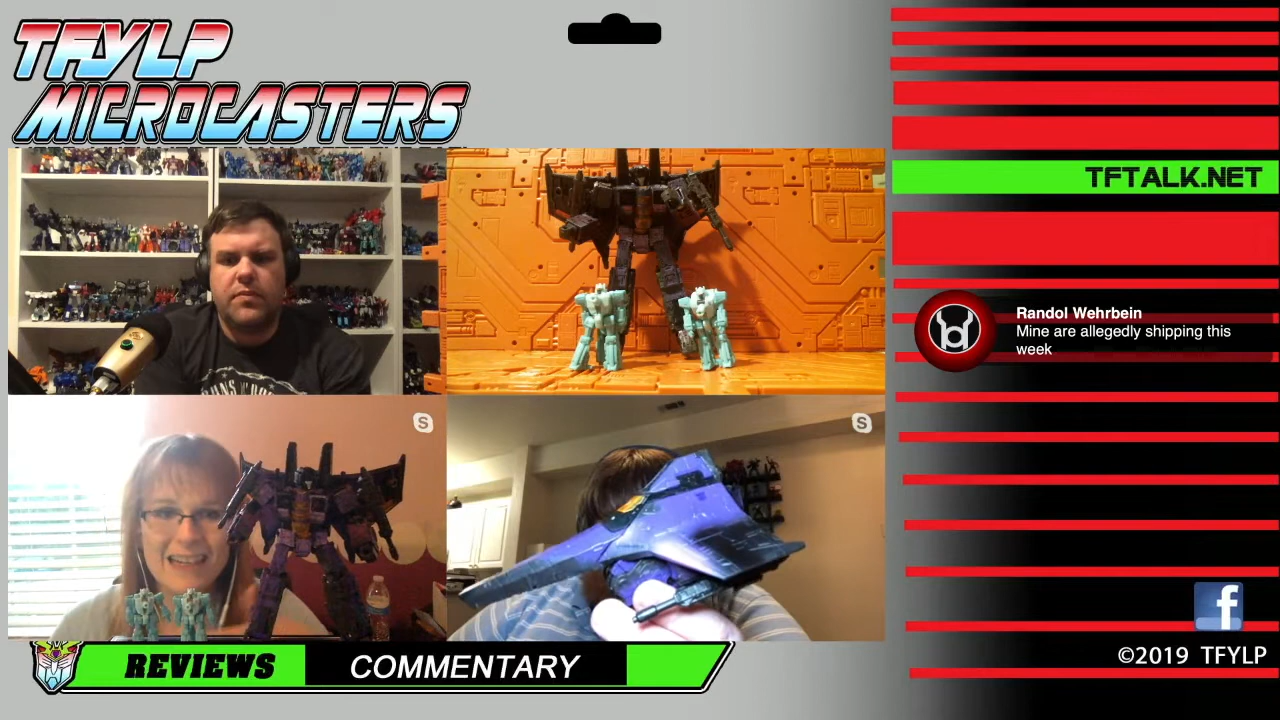 TFYLP
MICROCASTERS
TFTALK.NET
Randol Wehrbein
Mine are allegedly shipping this
week
S
S
f
REVIEWS
COMMENTARY
©2019 TFYLP